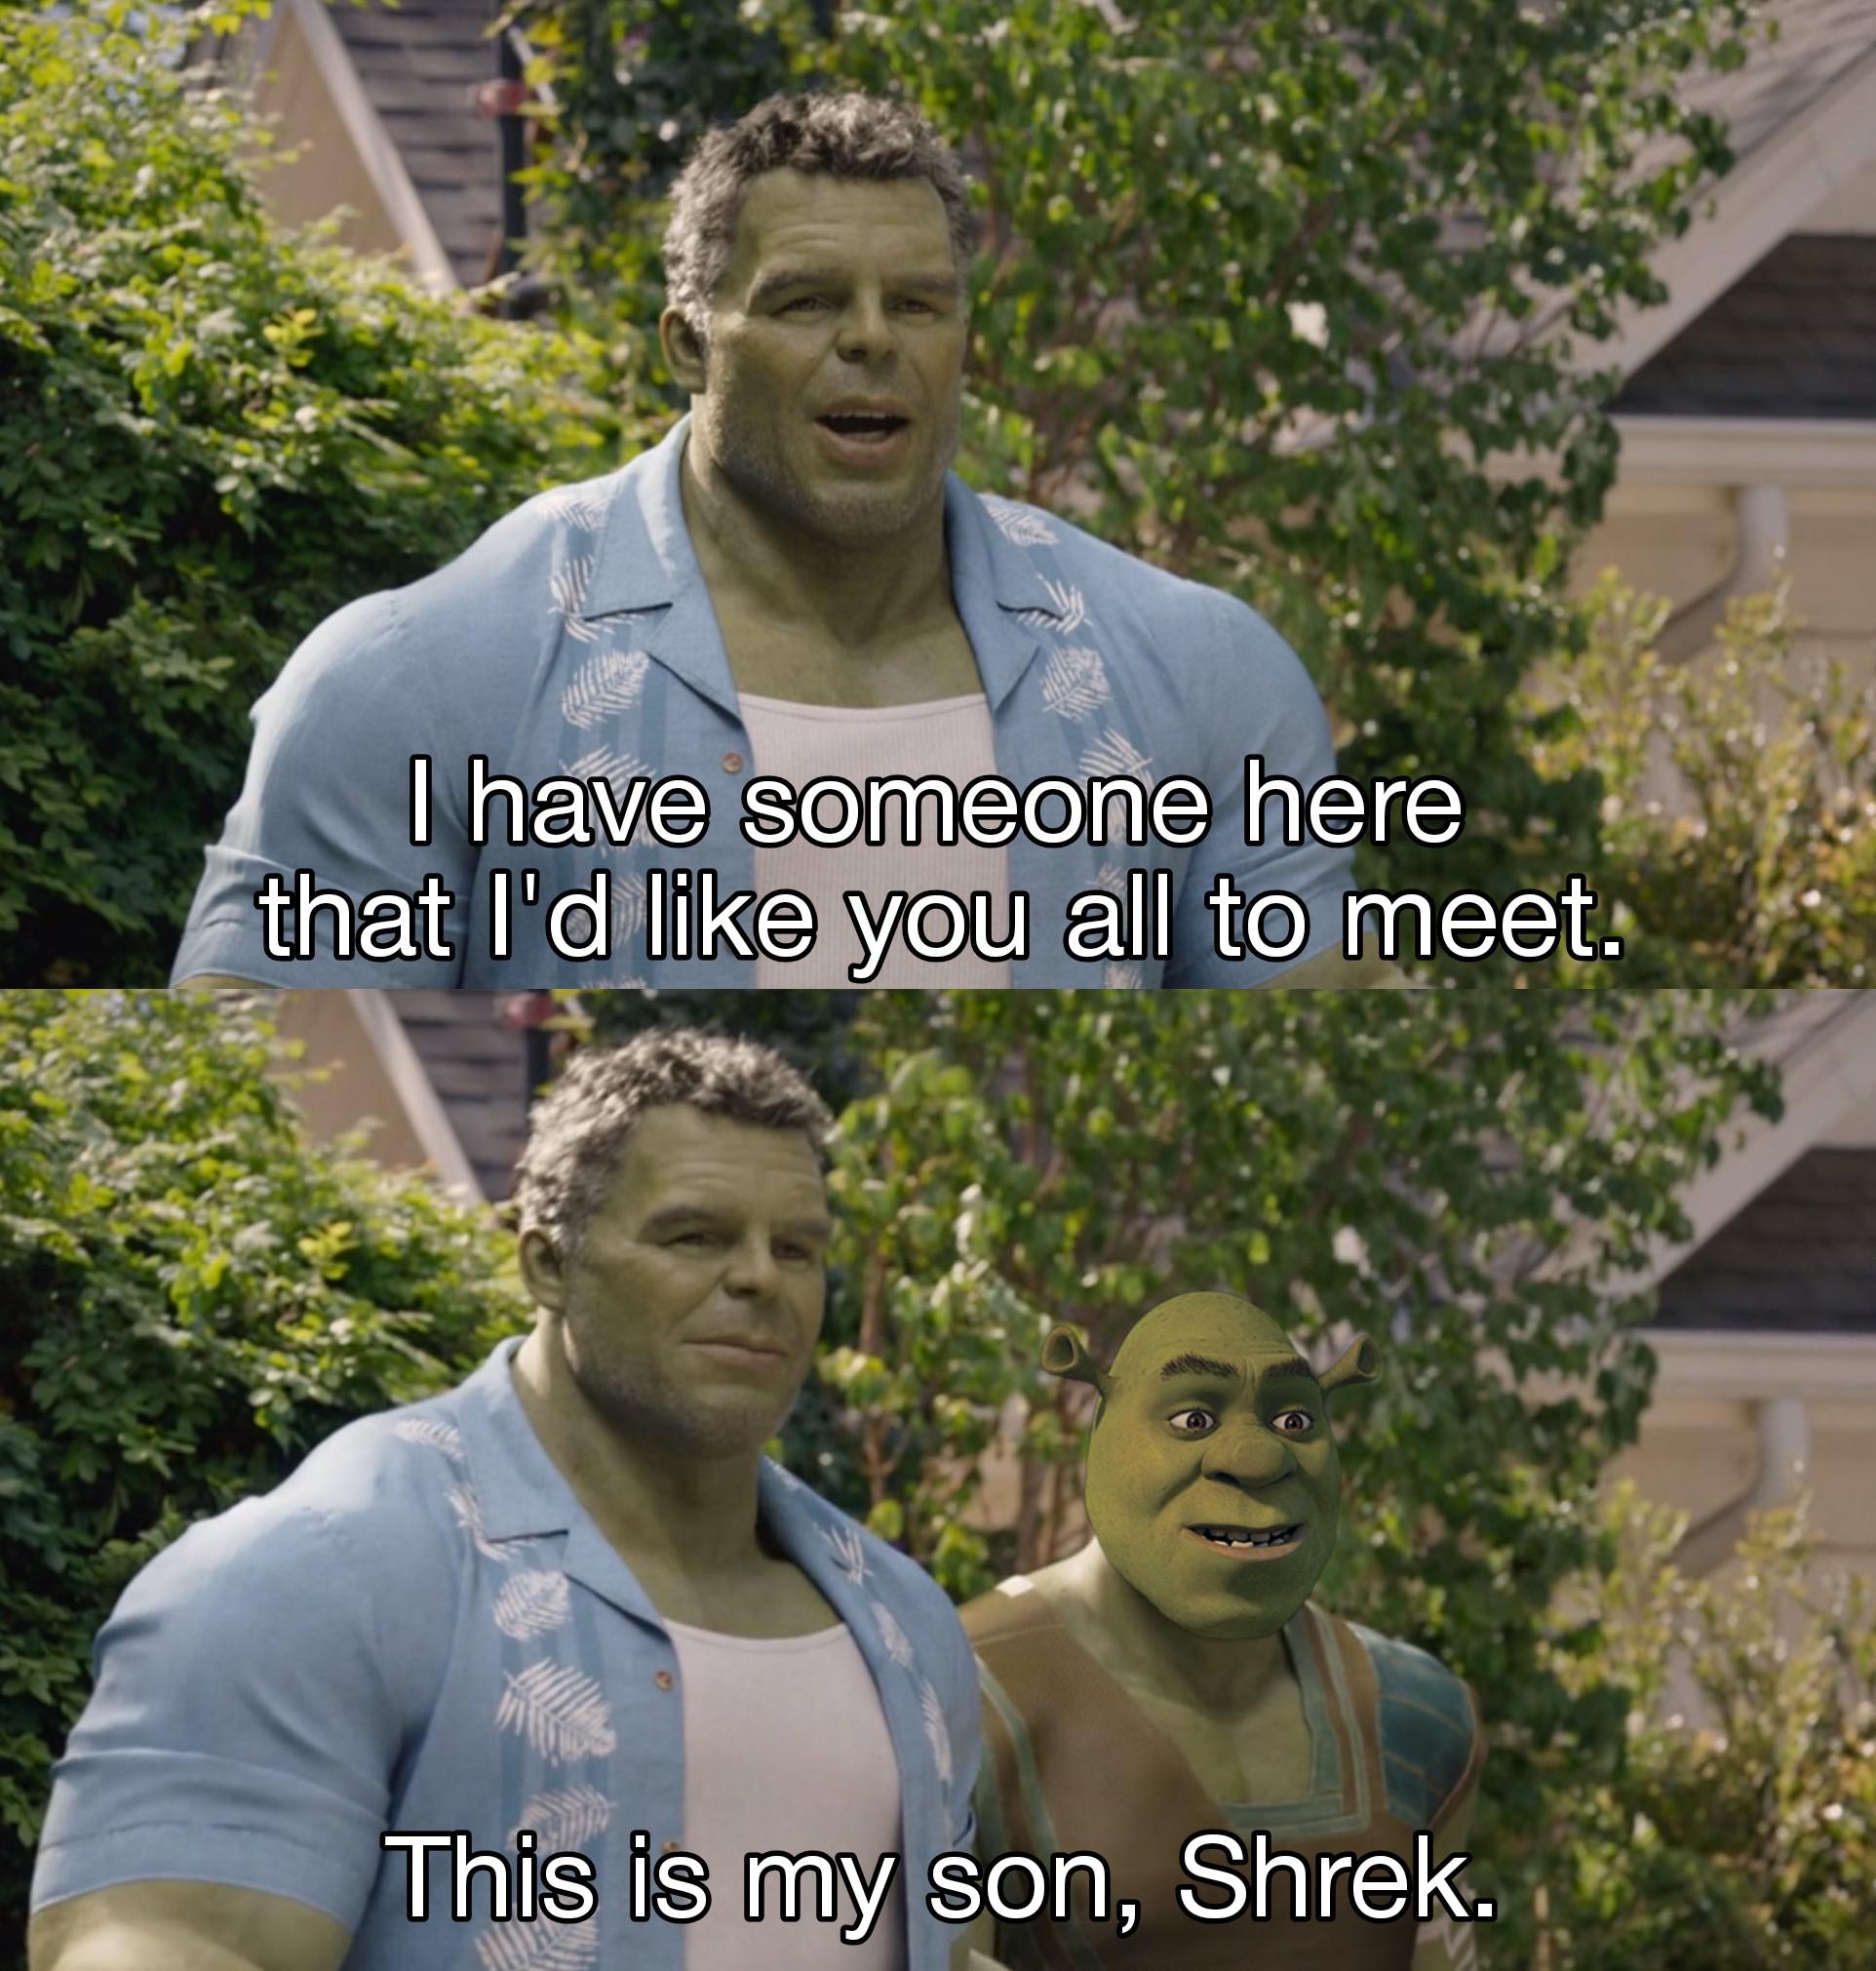 I have someone here
that I'd like you all to meet.
This is my son, Shrek.